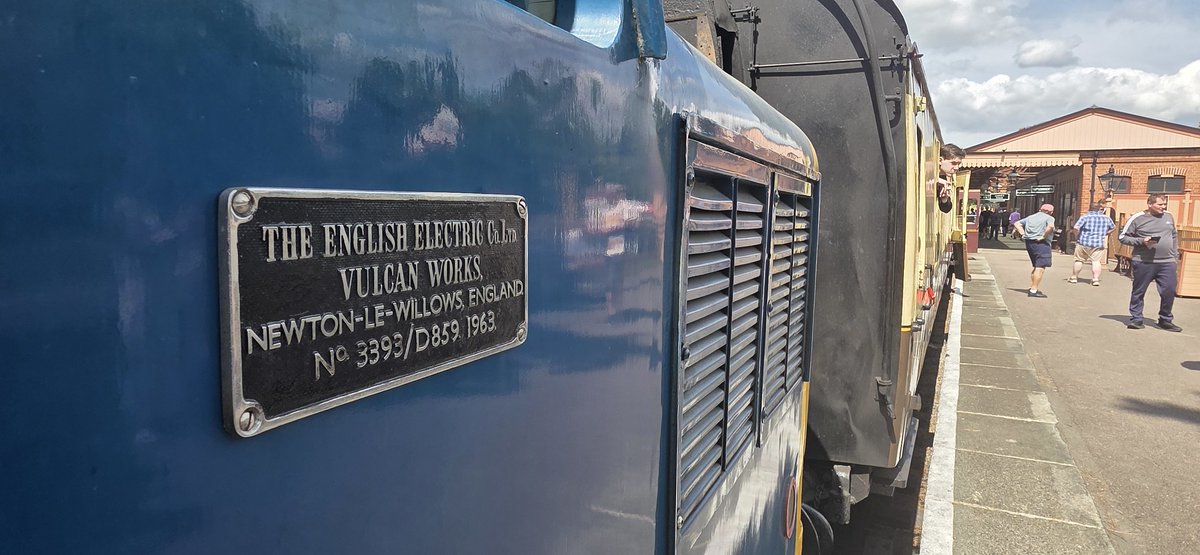 THE ENGLISH ELECTRIC Co. LTD.
VULCAN WORKS,
NEWTON-LE-WILLOWS, ENGLAND.
No. 3393/D859. 1963.